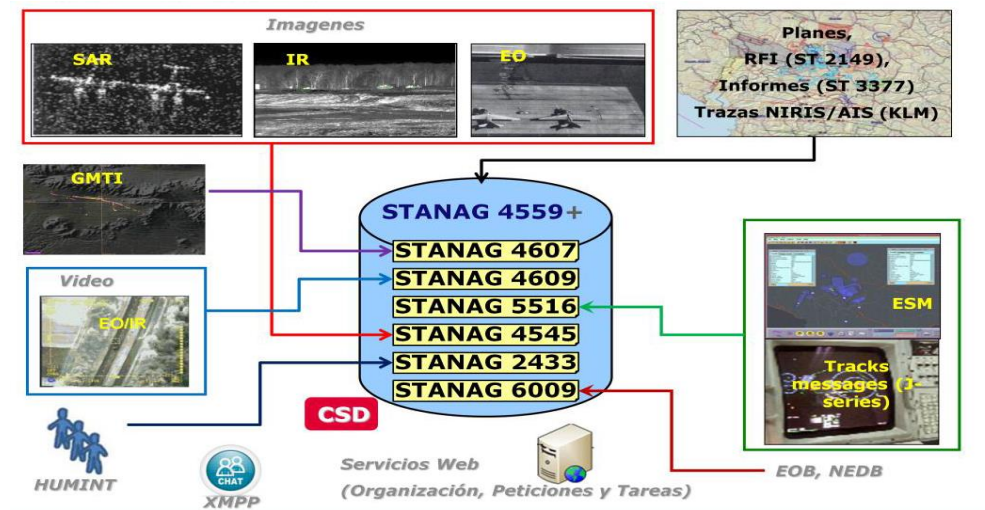 Imagenes
SAR
IR
EO
Planes,
RFI (ST 2149),
Informes (ST 3377)
Trazas NIRIS/AIS (KLM)
GMTI
STANAG 4559+
STANAG 4607
STANAG 4609
STANAG 5516
STANAG 4545
STANAG 2433
STANAG 6009
Video
EO/IR
ESM
Tracks
messages (J-
series)
CSD
HUMINT
CHAT
XMPP
Servicios Web
(Organización, Peticiones y Tareas)
EOB, NEDB